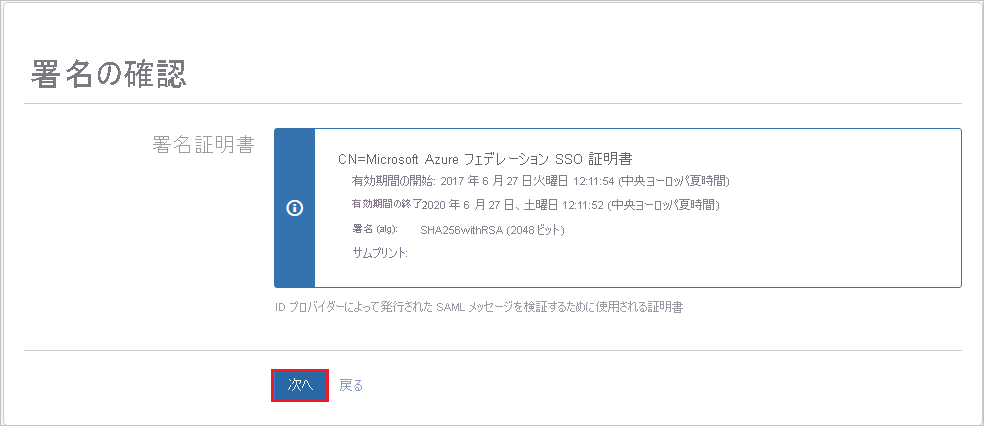 署名の確認
署名証明書
CN=Microsoft Azure フェデレーション SSO 証明書
有効期間の開始: 2017 年 6 月 27 日火曜日 12:11:54 (中央ヨーロッパ夏時間)
有効期間の終了2020 年 6 月 27 日、土曜日 12:11:52 (中央ヨーロッパ夏時間)
署名 (alg): SHA256withRSA (2048 ビット)
サムプリント:
ID プロバイダーによって発行された SAML メッセージを検証するために使用される証明書
次へ 戻る